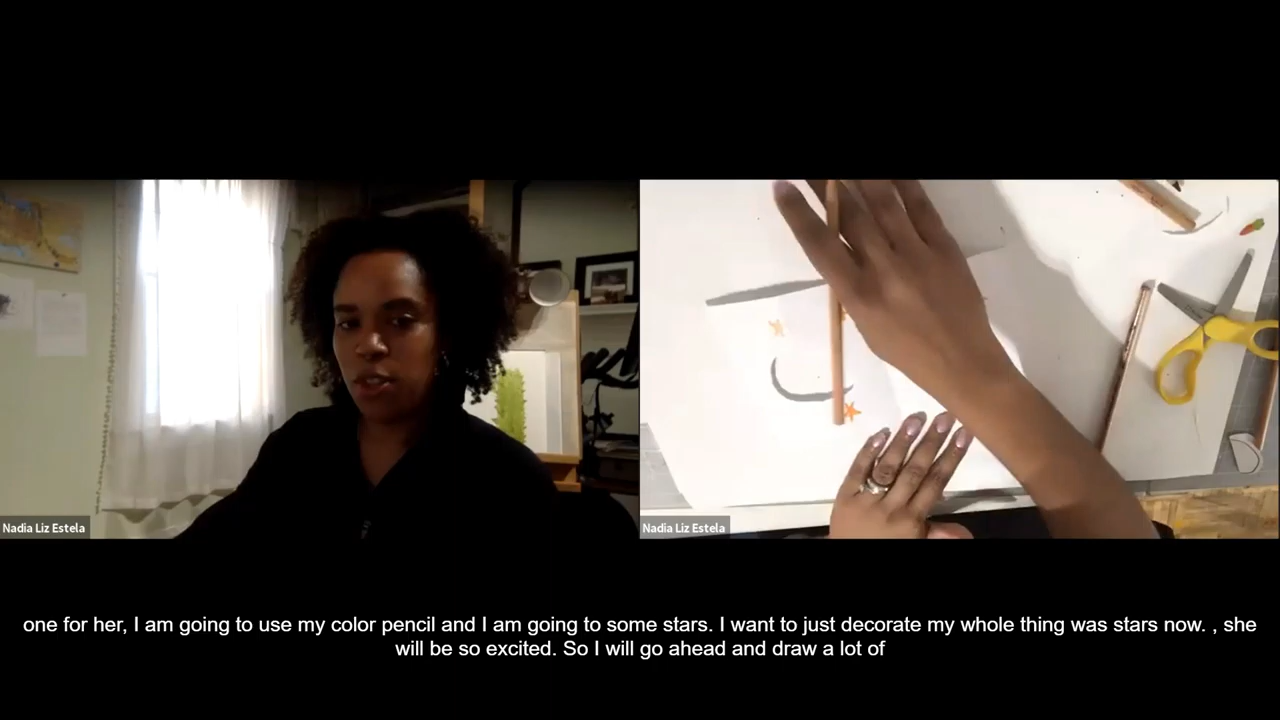 Nadia Liz Estela
Nadia Liz Estela
one for her, I am going to use my color pencil and I am going to some stars. I want to just decorate my whole thing was stars now. , she
will be so excited. So I will go ahead and draw a lot of